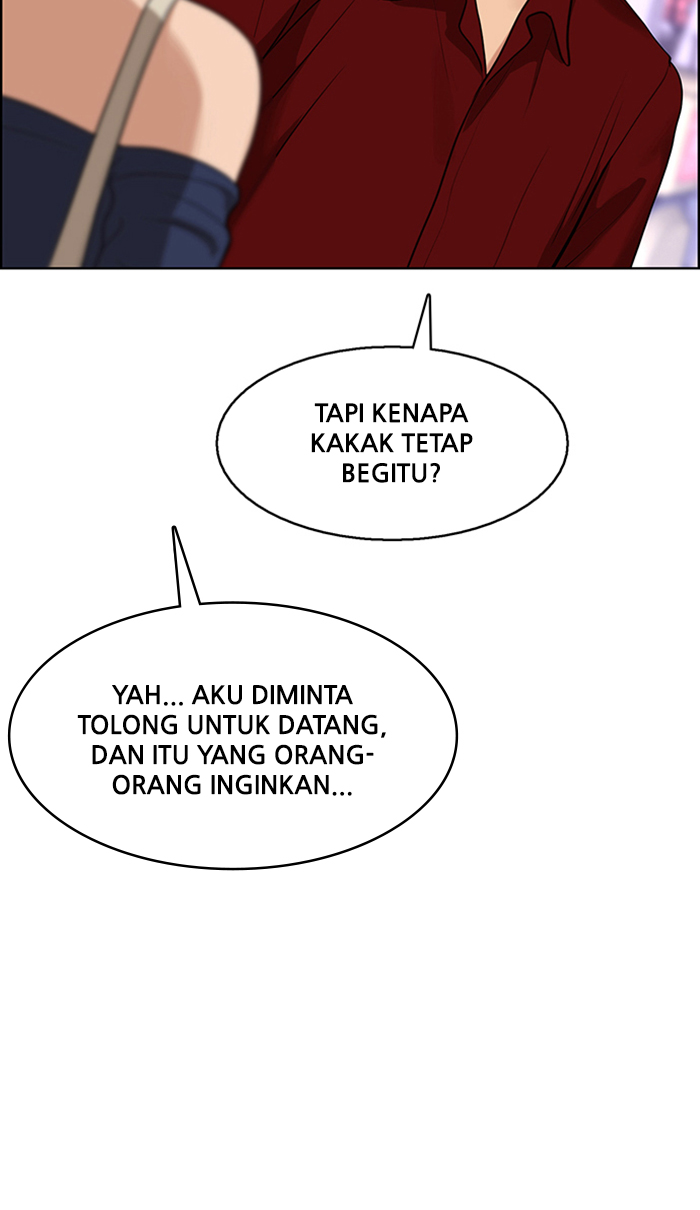 TAPI KENAPA
KAKAK TETAP
BEGITU?
YAH... AKU DIMINTA
TOLONG UNTUK DATANG,
DAN ITU YANG ORANG-
ORANG INGINKAN...